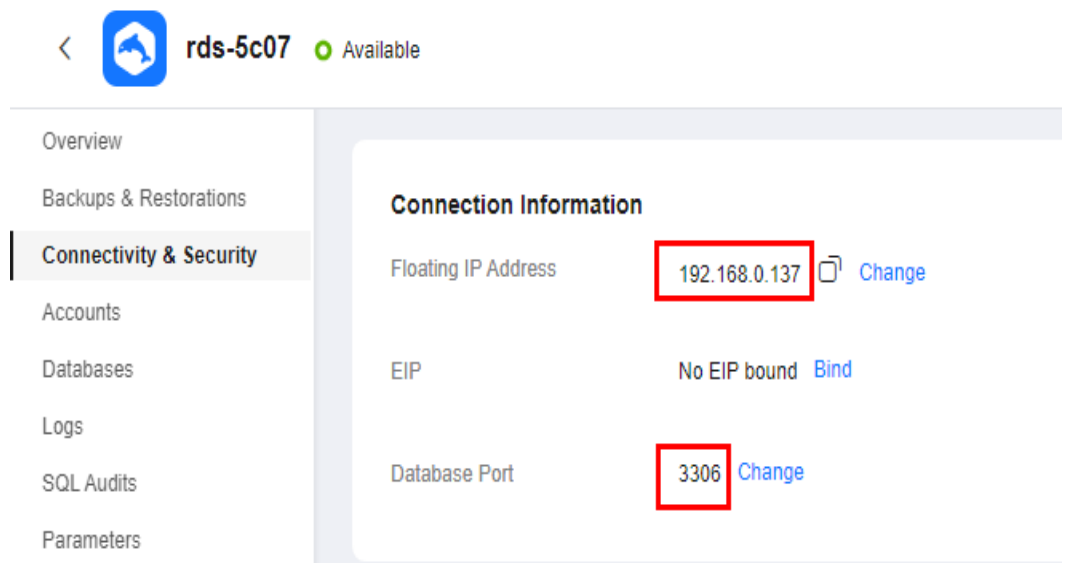 rds-5c07 Available
Overview
Backups & Restorations
Connectivity & Security
Accounts
Databases
Logs
SQL Audits
Parameters
Connection Information
Floating IP Address 192.168.0.137 Change
EIP No EIP bound Bind
Database Port 3306 Change